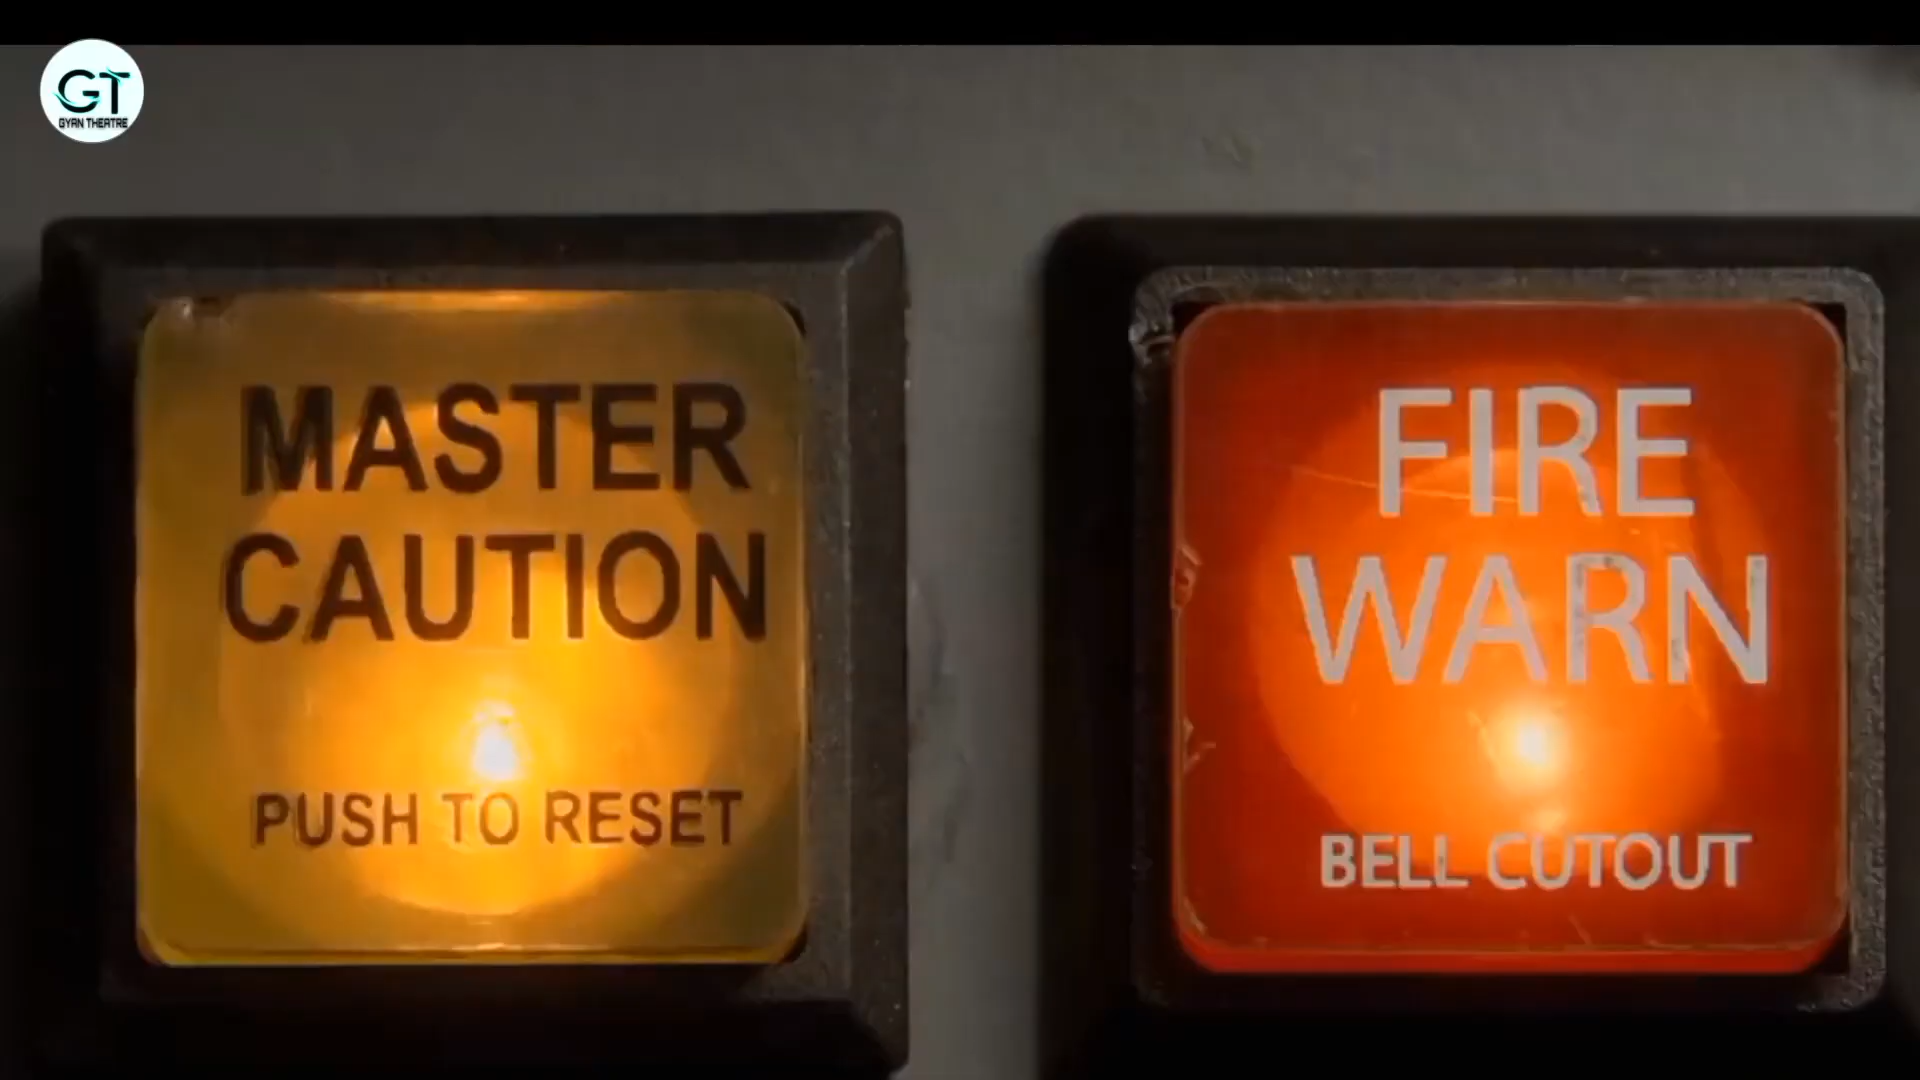 GT
GYAN THEATRE
MASTER
CAUTION
PUSH TO RESET
FIRE
WARN
BELL CUTOUT